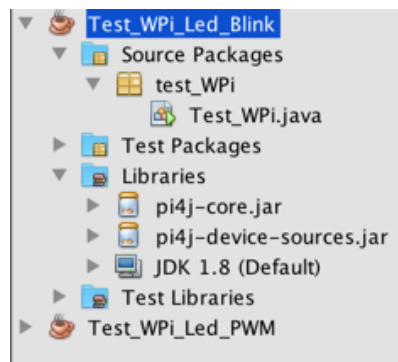 Test_WPi_Led_Blink
Source Packages
test_WPi
Test_WPi.java
Test Packages
Libraries
pi4j-core.jar
pi4j-device-sources.jar
JDK 1.8 (Default)
Test Libraries
Test_WPi_Led_PWM